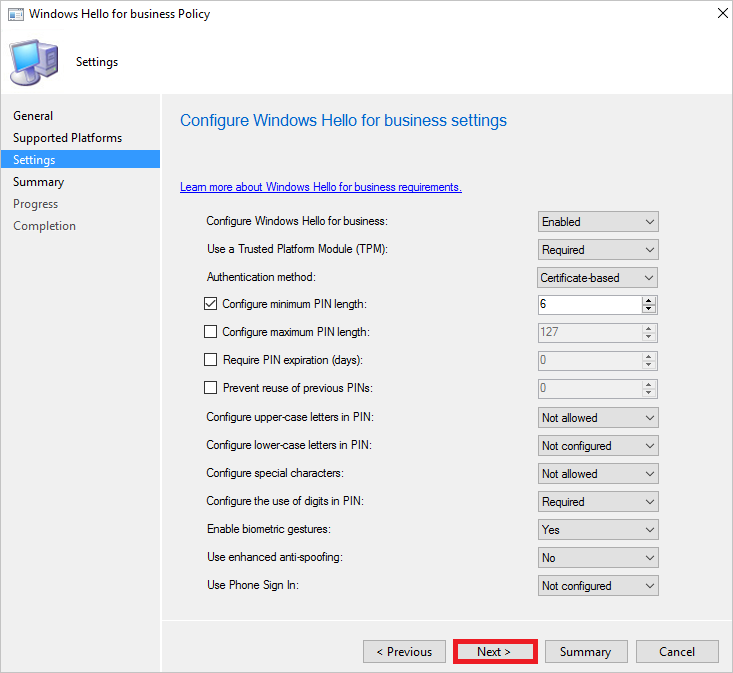 Windows Hello for business Policy
Settings
General
Supported Platforms
Settings
Summary
Progress
Completion
Configure Windows Hello for business settings
Learn more about Windows Hello for business requirements.
Configure Windows Hello for business: Enabled
Use a Trusted Platform Module (TPM): Required
Authentication method: Certificate-based
Configure minimum PIN length: 6
Configure maximum PIN length: 127
Require PIN expiration (days): 0
Prevent reuse of previous PINs: 0
Configure upper-case letters in PIN: Not allowed
Configure lower-case letters in PIN: Not configured
Configure special characters: Not allowed
Configure the use of digits in PIN: Required
Enable biometric gestures: Yes
Use enhanced anti-spoofing: No
Use Phone Sign In: Not configured
< Previous Next > Summary Cancel